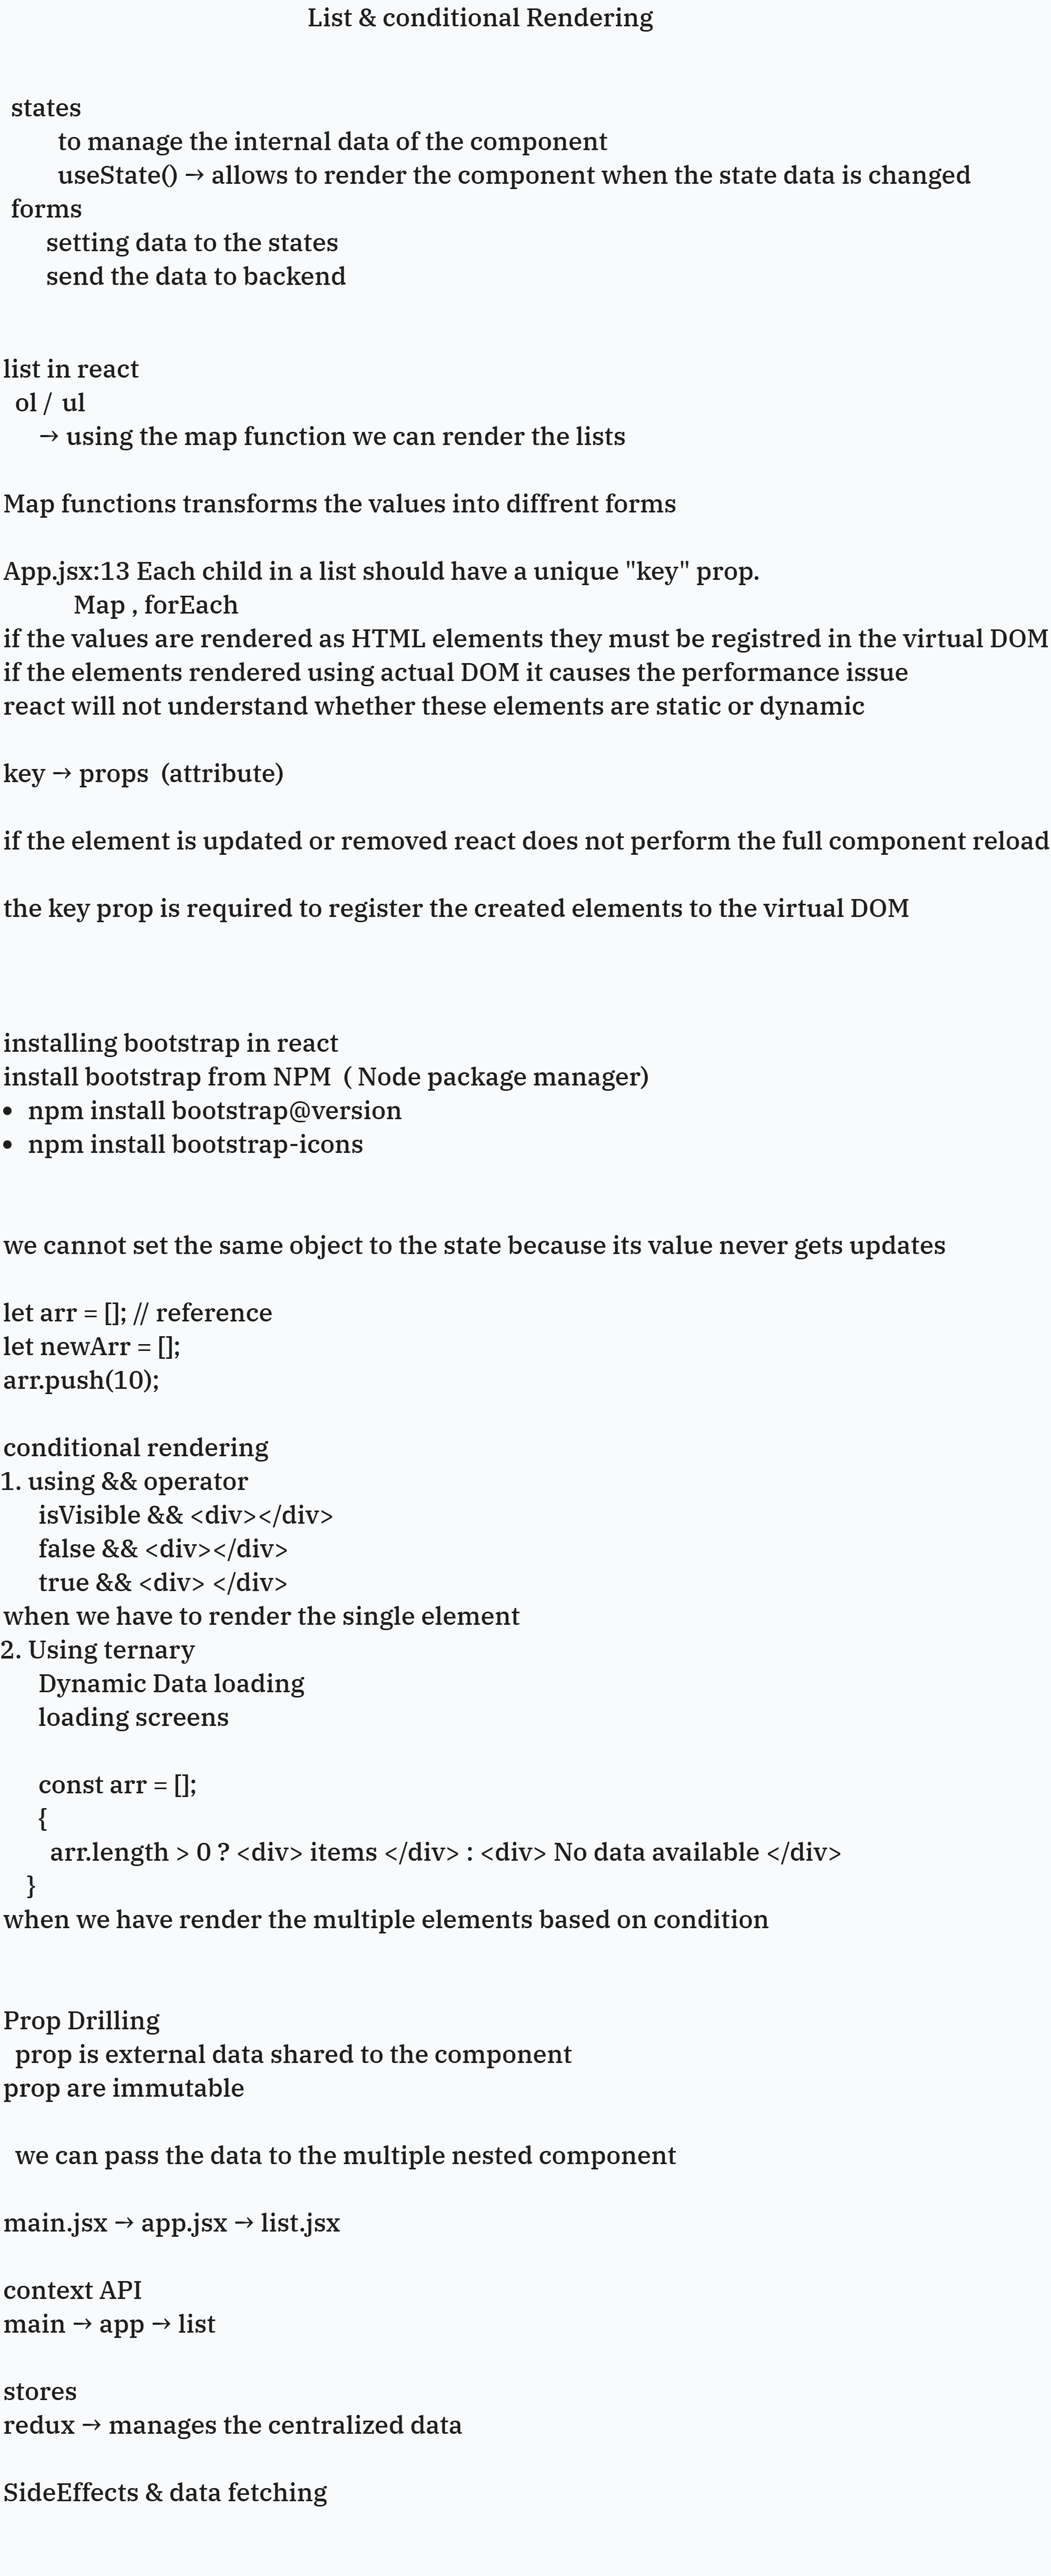 List & conditional Rendering
states
to manage the internal data of the component
useState() → allows to render the component when the state data is changed
forms
setting data to the states
send the data to backend
list in react
ol / ul
→ using the map function we can render the lists
Map functions transforms the values into diffrent forms
App.jsx:13 Each child in a list should have a unique "key" prop.
Map , forEach
if the values are rendered as HTML elements they must be registred in the virtual DOM
if the elements rendered using actual DOM it causes the performance issue
react will not understand whether these elements are static or dynamic
key → props (attribute)
if the element is updated or removed react does not perform the full component reload
the key prop is required to register the created elements to the virtual DOM
installing bootstrap in react
install bootstrap from NPM ( Node package manager)
• npm install bootstrap@version
• npm install bootstrap-icons
we cannot set the same object to the state because its value never gets updates
let arr = []; // reference
let newArr = [];
arr.push(10);
conditional rendering
1. using && operator
isVisible && <div></div>
false && <div></div>
true && <div> </div>
when we have to render the single element
2. Using ternary
Dynamic Data loading
loading screens
const arr = [];
{
arr.length > 0 ? <div> items </div> : <div> No data available </div>
}
when we have render the multiple elements based on condition
Prop Drilling
prop is external data shared to the component
prop are immutable
we can pass the data to the multiple nested component
main.jsx → app.jsx → list.jsx
context API
main → app → list
stores
redux → manages the centralized data
SideEffects & data fetching